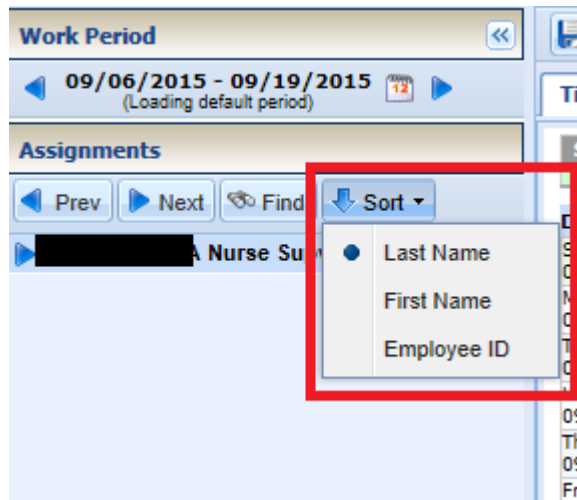 Work Period
09/06/2015 - 09/19/2015
(Loading default period)
Assignments
Prev Next Find Sort
A Nurse
Last Name
First Name
Employee ID